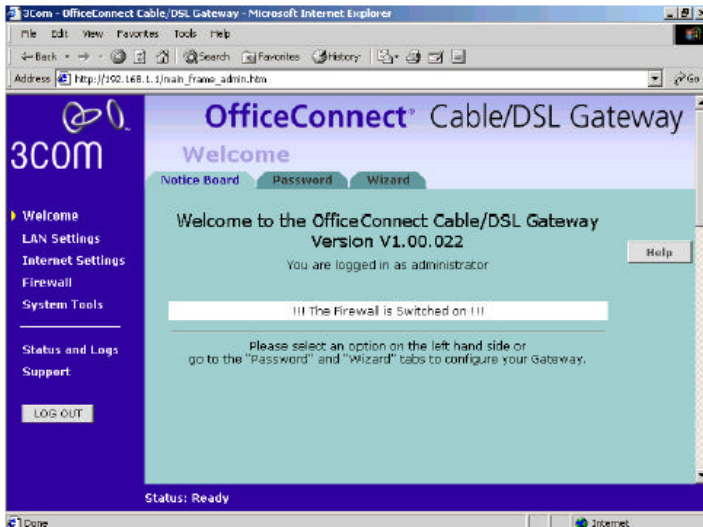 3Com - OfficeConnect Cable/DSL Gateway - Microsoft Internet Explorer
File Edit View Favorites Tools Help
Back Search Favorites History
Address http://192.168.1.1/main_frame_admin.htm Go
3COM
OfficeConnect® Cable/DSL Gateway
Welcome
Notice Board Password Wizard
Welcome
LAN Settings
Internet Settings
Firewall
System Tools
Status and Logs
Support
LOG OUT
Welcome to the OfficeConnect Cable/DSL Gateway
Version V1.00.022
You are logged in as administrator
Help
!!! The Firewall is Switched on !!!
Please select an option on the left hand side or
go to the "Password" and "Wizard" tabs to configure your Gateway.
Status: Ready
Done Internet